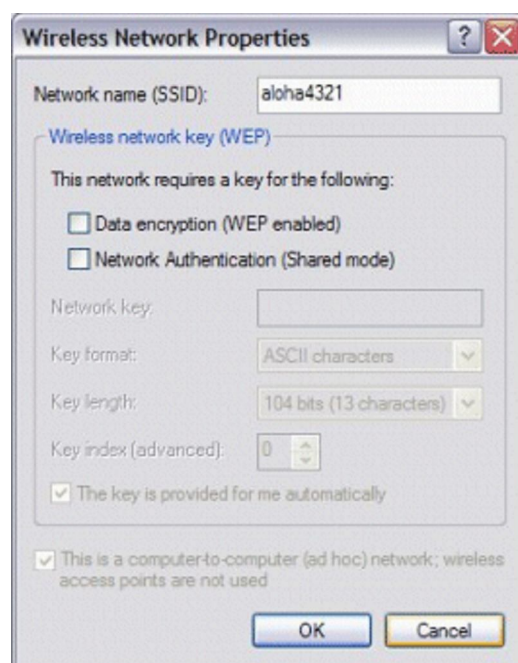 Wireless Network Properties
?
Network name (SSID): aloha4321
Wireless network key (WEP)
This network requires a key for the following:
Data encryption (WEP enabled)
Network Authentication (Shared mode)
Network key:
Key format: ASCII characters
Key length: 104 bits (13 characters)
Key index (advanced): 0
The key is provided for me automatically
This is a computer-to-computer (ad hoc) network; wireless
access points are not used
OK Cancel